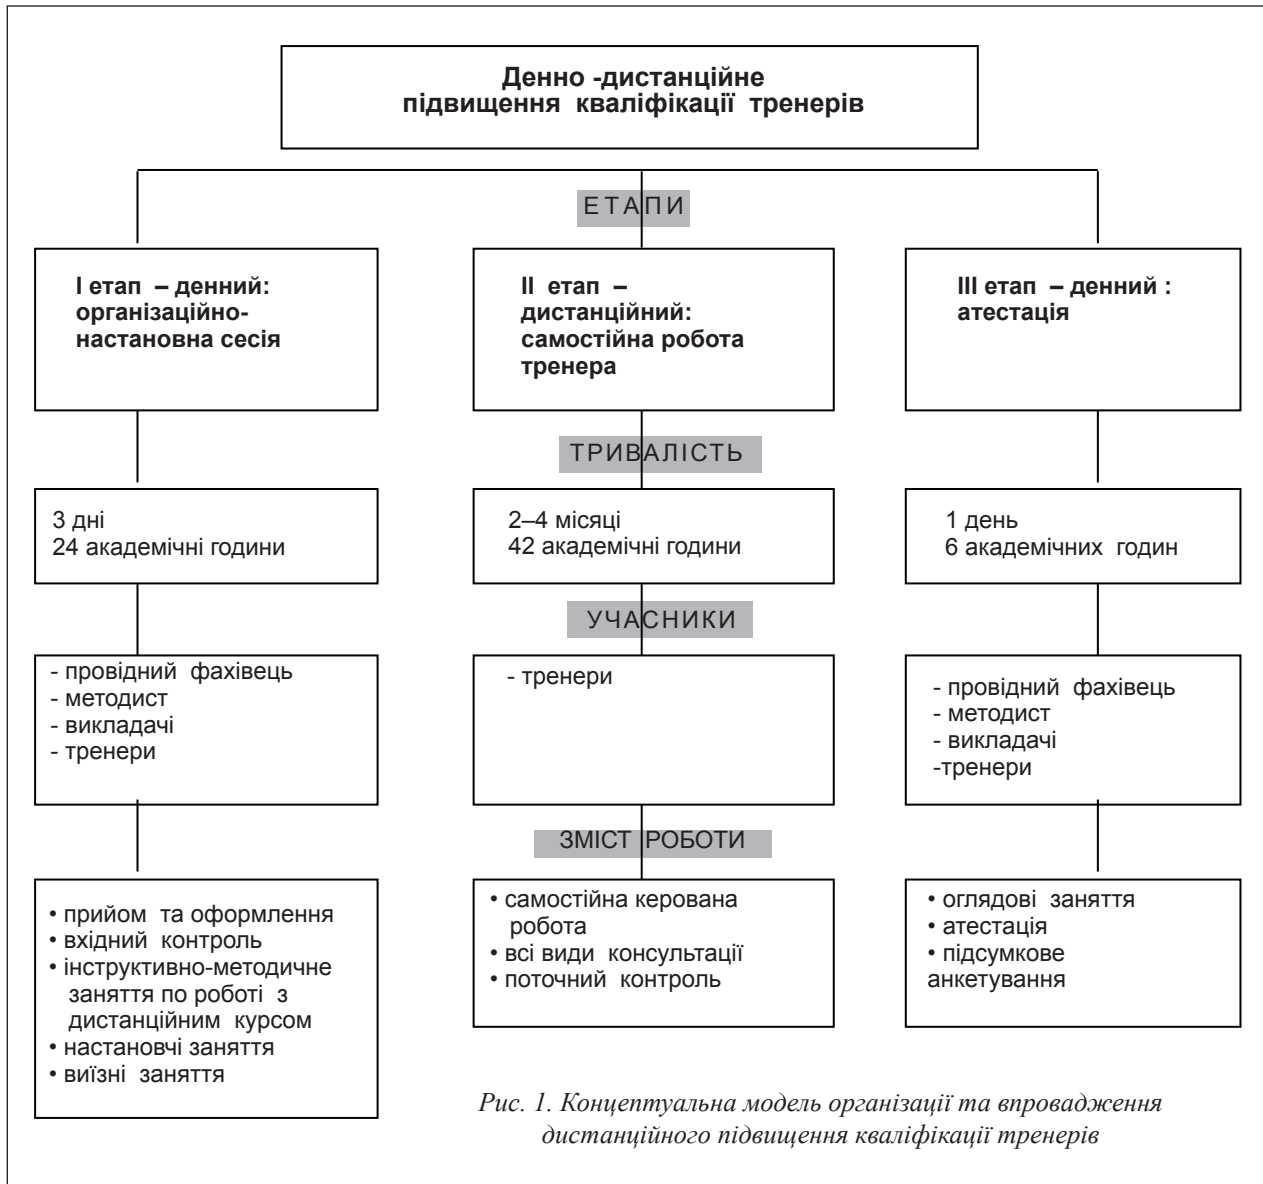 Денно -дистанційне
підвищення кваліфікації тренерів
ЕТАПИ
І етап – денний:
організаційно-
настановна сесія
ІІ етап –
дистанційний:
самостійна робота
тренера
ІІІ етап – денний :
атестація
ТРИВАЛІСТЬ
3 дні
24 академічні години
2–4 місяці
42 академічні години
1 день
6 академічних годин
УЧАСНИКИ
- провідний фахівець
- методист
- викладачі
- тренери
- тренери
- провідний фахівець
- методист
- викладачі
-тренери
ЗМІСТ РОБОТИ
• прийом та оформлення
• вхідний контроль
• інструктивно-методичне
заняття по роботі з
дистанційним курсом
• настановчі заняття
• виїзні заняття
• самостійна керована
робота
• всі види консультації
• поточний контроль
• оглядові заняття
• атестація
• підсумкове
анкетування
Рис. 1. Концептуальна модель організації та впровадження
дистанційного підвищення кваліфікації тренерів